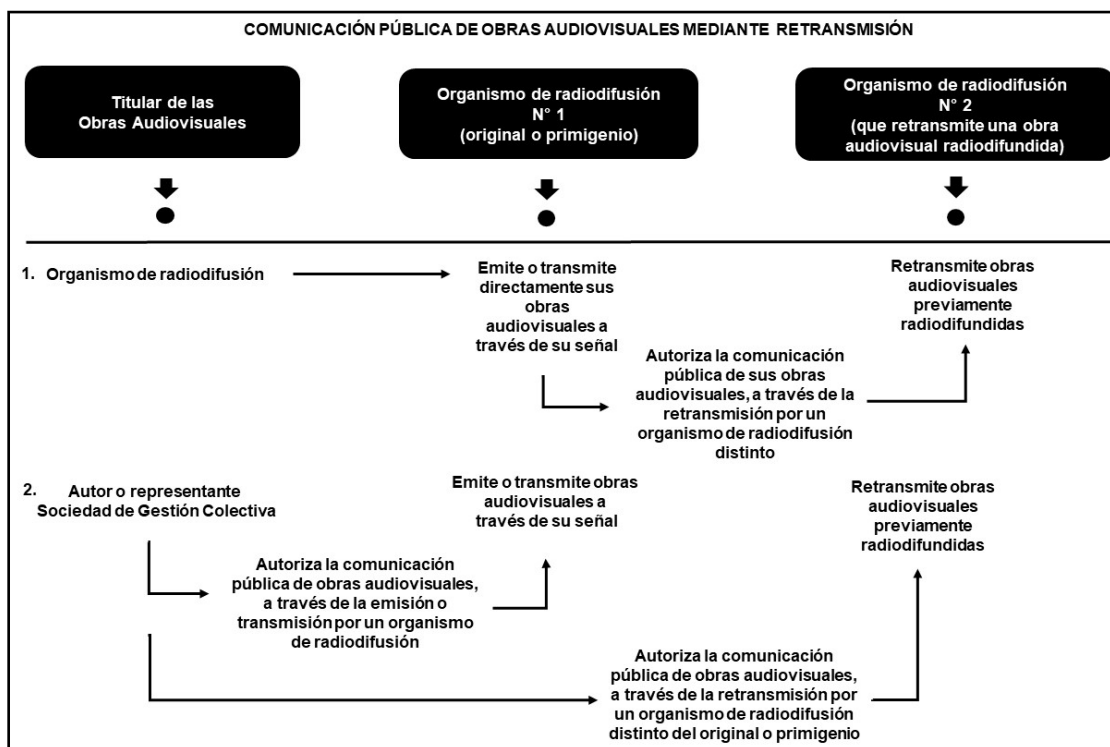 COMUNICACIÓN PÚBLICA DE OBRAS AUDIOVISUALES MEDIANTE RETRANSMISIÓN
Titular de las
Obras Audiovisuales
Organismo de radiodifusión
N° 1
(original o primigenio)
Organismo de radiodifusión
N° 2
(que retransmite una obra
audiovisual radiodifundida)
1. Organismo de radiodifusión
Emite o transmite
directamente sus
obras
audiovisuales a
través de su señal
Autoriza la comunicación
pública de sus obras
audiovisuales, a través de la
retransmisión por un
organismo de radiodifusión
distinto
Retransmite obras
audiovisuales
previamente
radiodifundidas
2. Autor o representante
Sociedad de Gestión Colectiva
Autoriza la comunicación
pública de obras audiovisuales,
a través de la emisión o
transmisión por un organismo
de radiodifusión
Emite o transmite obras
audiovisuales a
través de su señal
Autoriza la comunicación
pública de obras audiovisuales,
a través de la retransmisión por
un organismo de radiodifusión
distinto del original o primigenio
Retransmite obras
audiovisuales
previamente
radiodifundidas